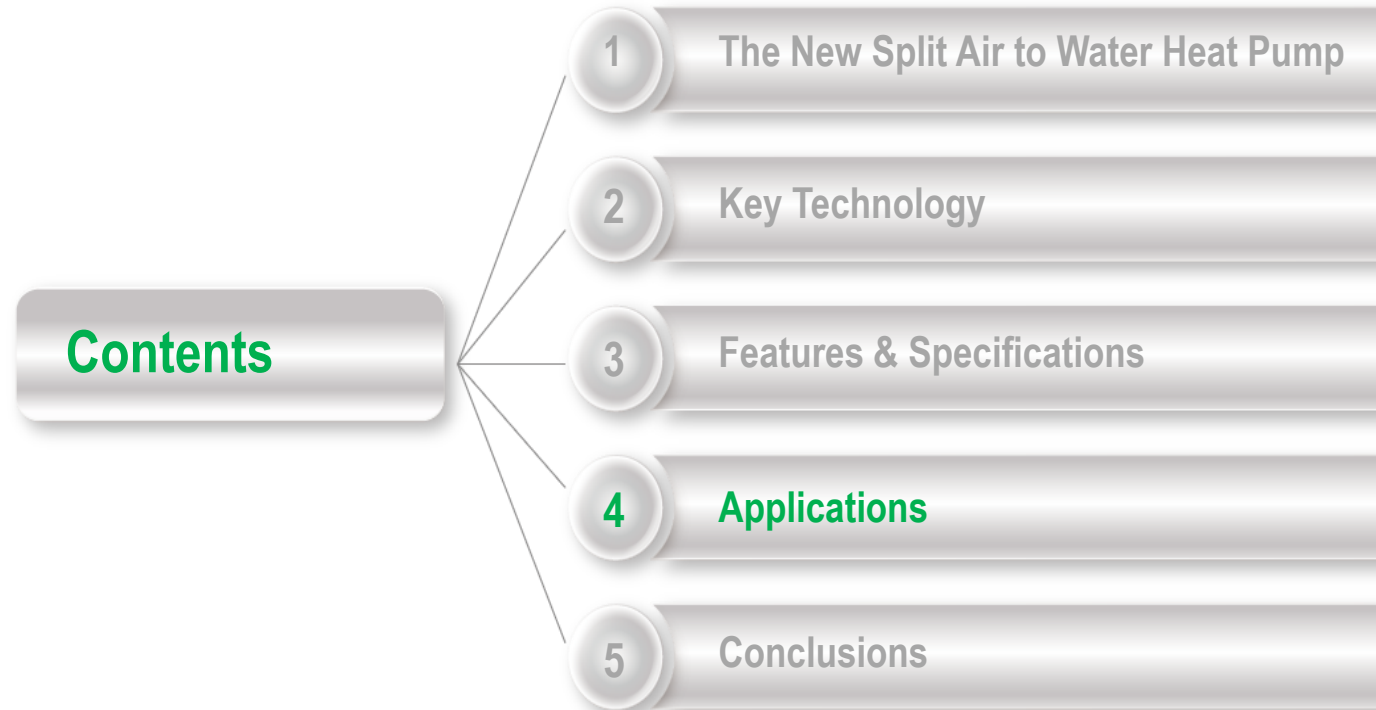 Contents
1 The New Split Air to Water Heat Pump
2 Key Technology
3 Features & Specifications
4 Applications
5 Conclusions